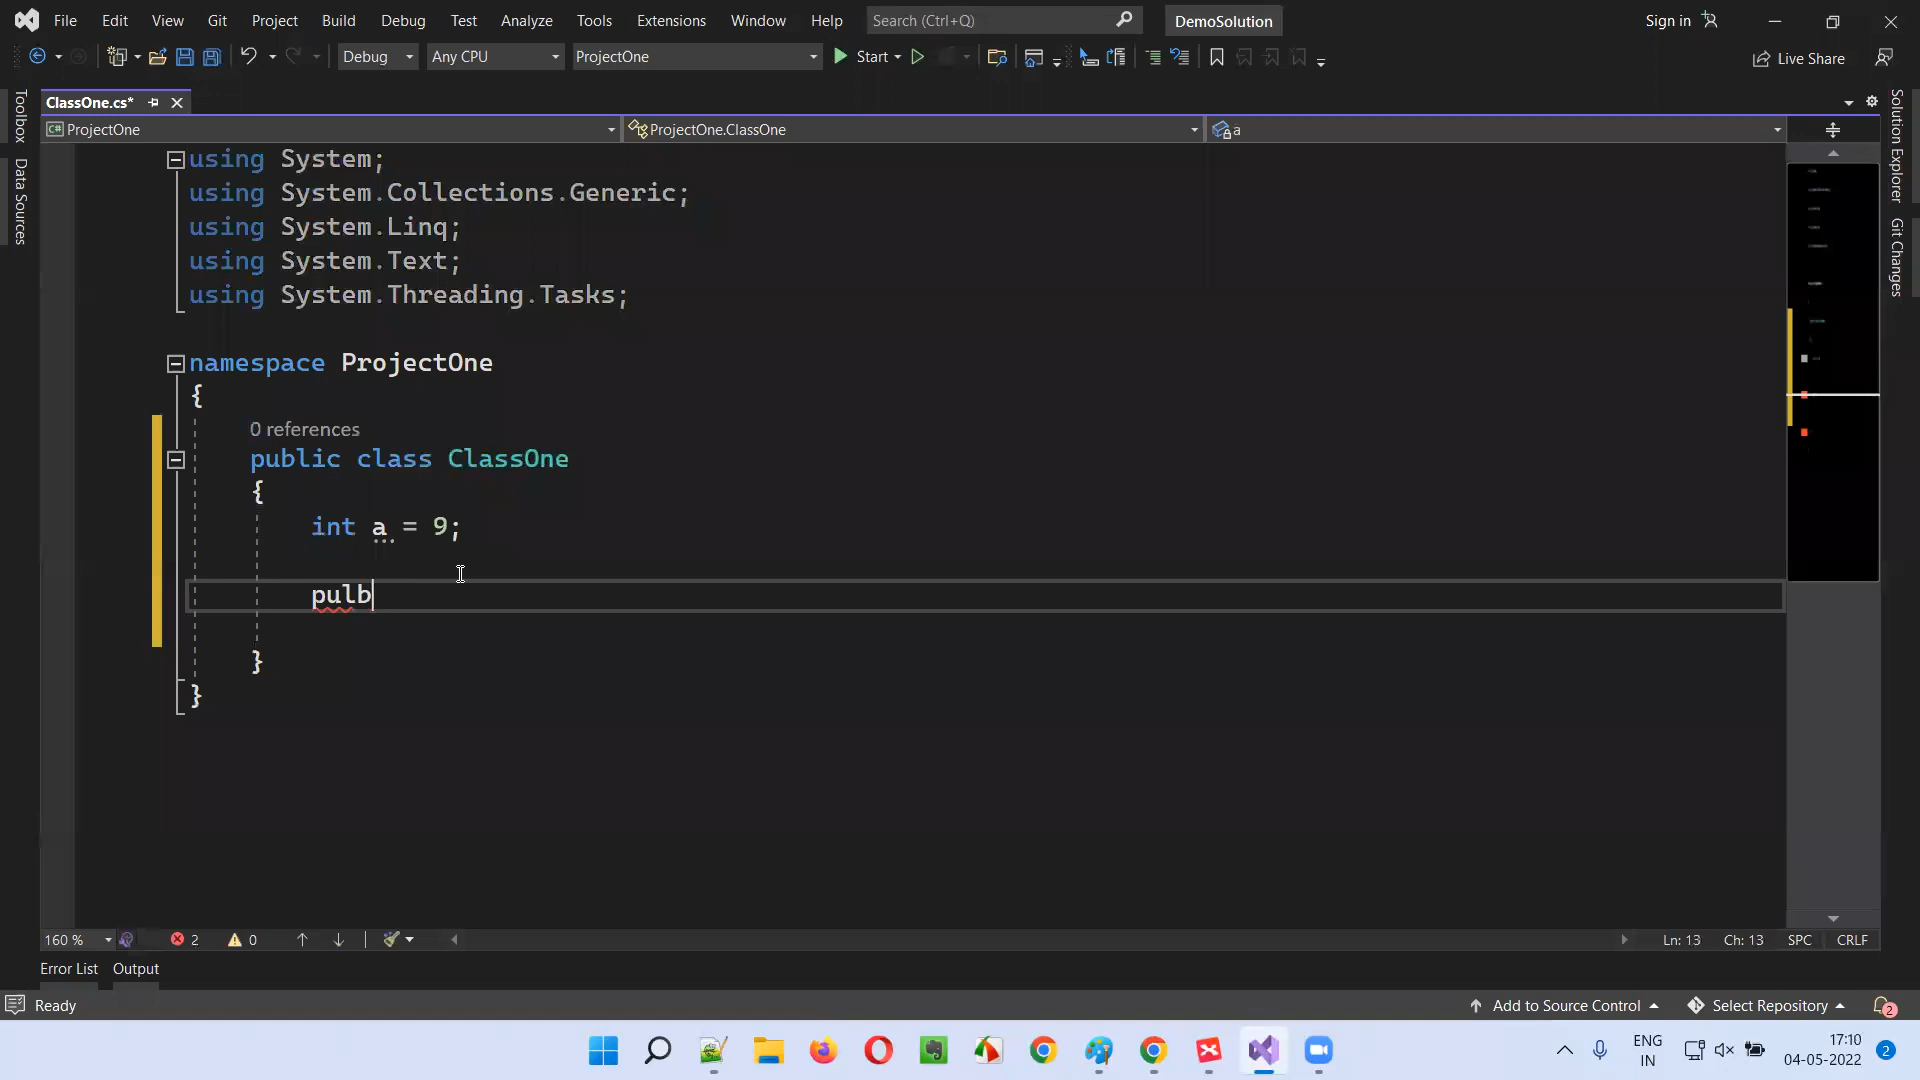 File Edit View Git Project Build Debug Test Analyze Tools Extensions Window Help Search (Ctrl+Q) DemoSolution Sign in
Debug Any CPU ProjectOne Start Live Share
Toolbox
Data Sources
ClassOne.cs*
C# ProjectOne ProjectOne.ClassOne a
using System;
using System.Collections.Generic;
using System.Linq;
using System.Text;
using System.Threading.Tasks;
namespace ProjectOne
{
0 references
public class ClassOne
{
int a = 9;
pulb
}
}
Solution Explorer
Git Changes
160 % 2 0 Ln: 13 Ch: 13 SPC CRLF
Error List Output
Ready Add to Source Control Select Repository 2
ENG
IN
17:10
04-05-2022
2